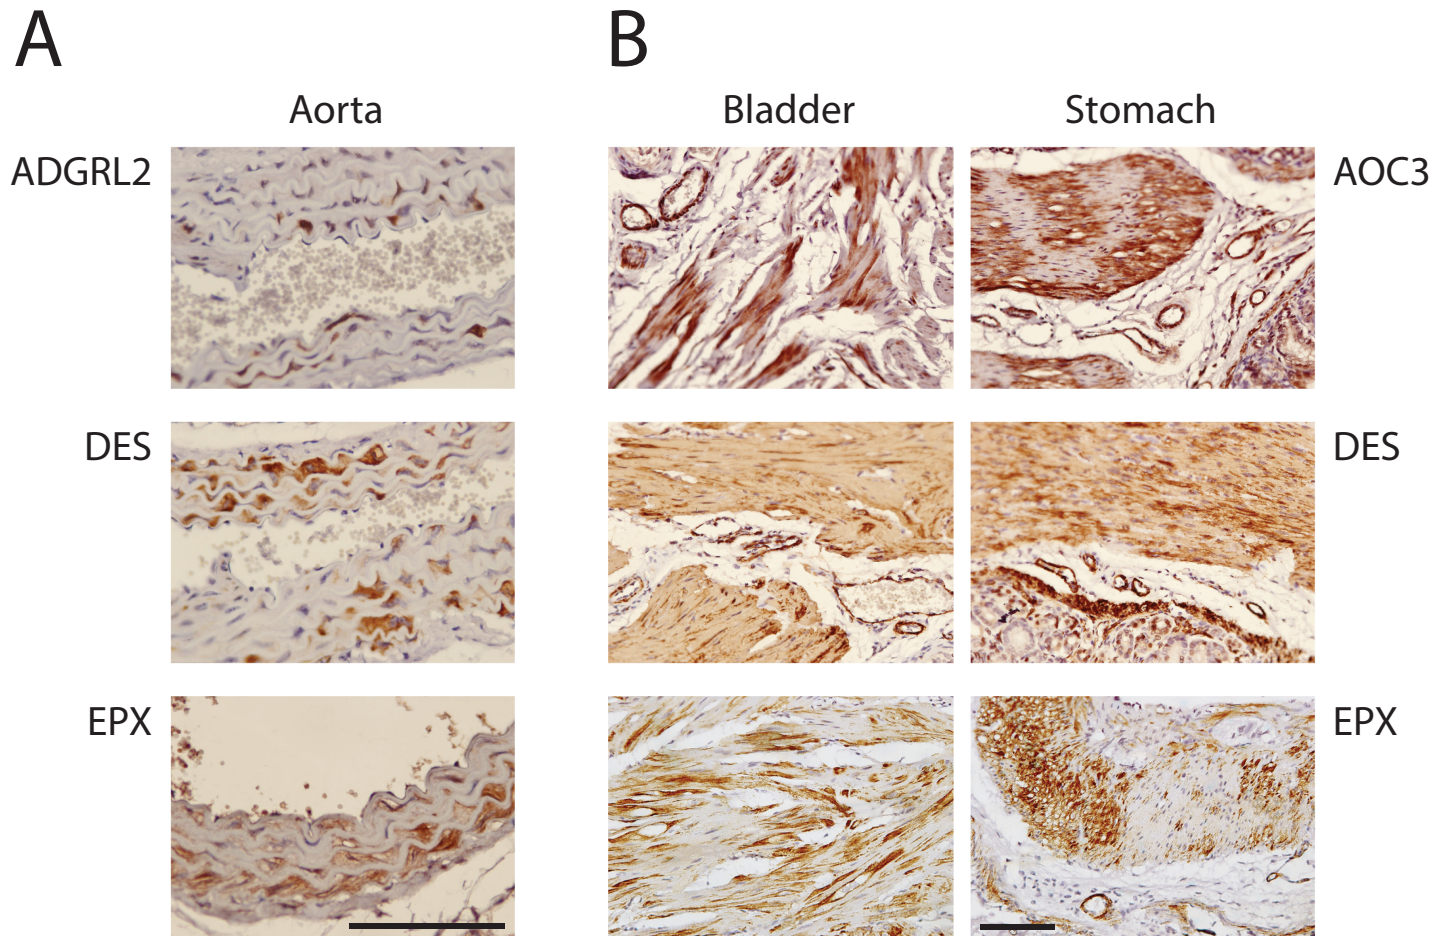 A
B
Aorta
Bladder
Stomach
ADGRL2
AOC3
DES
DES
EPX
EPX